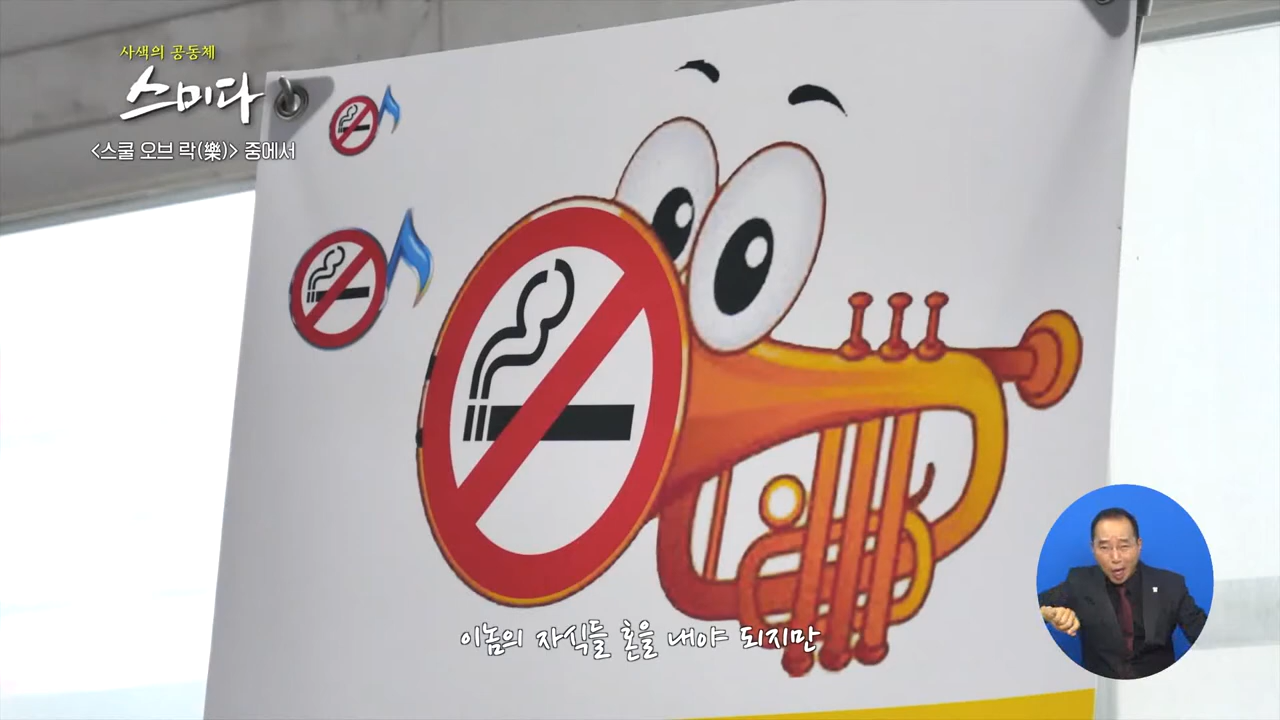 사색의 공동체
스미다
<스쿨 오브 락(樂)> 중에서
이놈의 자식들 혼을 내야 되지만